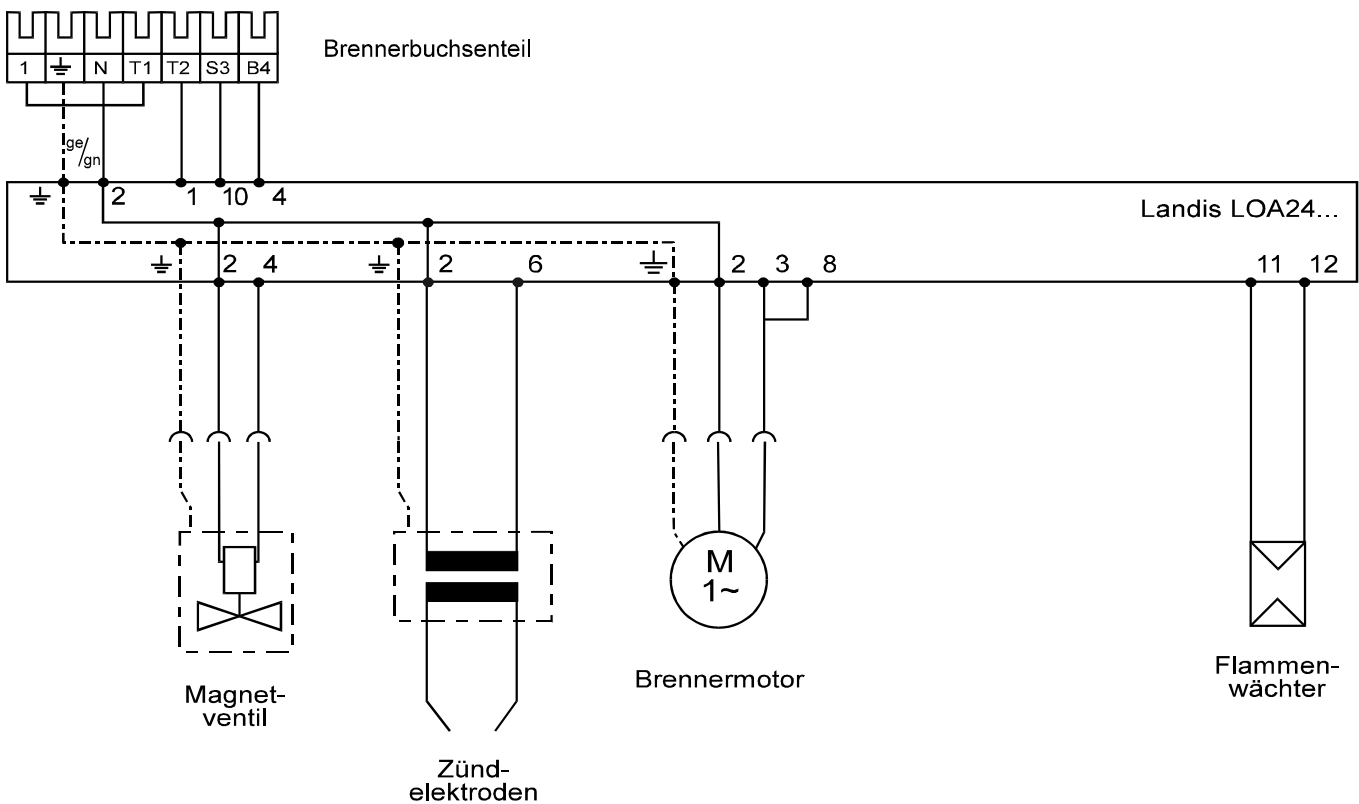 Brennerbuchsenteil
1 N T1 T2 S3 B4
ge/gn
2 1 10 4
Landis LOA24...
2 4 2 6 2 3 8 11 12
M
1~
Magnet-
ventil
Zünd-
elektroden
Brennermotor
Flammen-
wächter